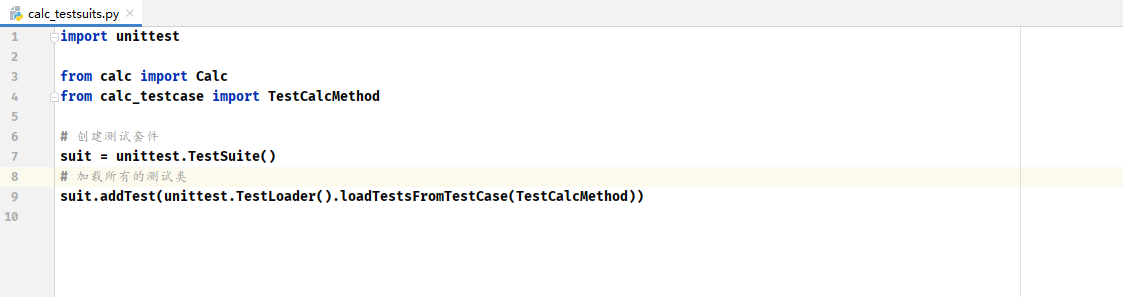 calc_testsuits.py
1 import unittest
2
3 from calc import Calc
4 from calc_testcase import TestCalcMethod
5
6 # 创建测试套件
7 suit = unittest.TestSuite()
8 # 加载所有的测试类
9 suit.addTest(unittest.TestLoader().loadTestsFromTestCase(TestCalcMethod))
10